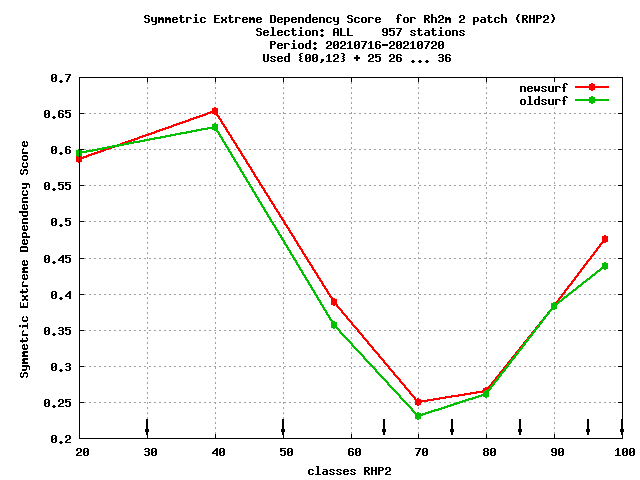 Symmetric Extreme Dependency Score  for Rh2m 2 patch (RHP2)
Selection: ALL    957 stations
Period: 20210716-20210720
Used {00,12} + 25 26 ... 36
0.7
0.65
0.6
0.55
0.5
0.45
0.4
0.35
0.3
0.25
0.2
Symmetric Extreme Dependency Score
newsurf
oldsurf
20 30 40 50 60 70 80 90 100
classes RHP2